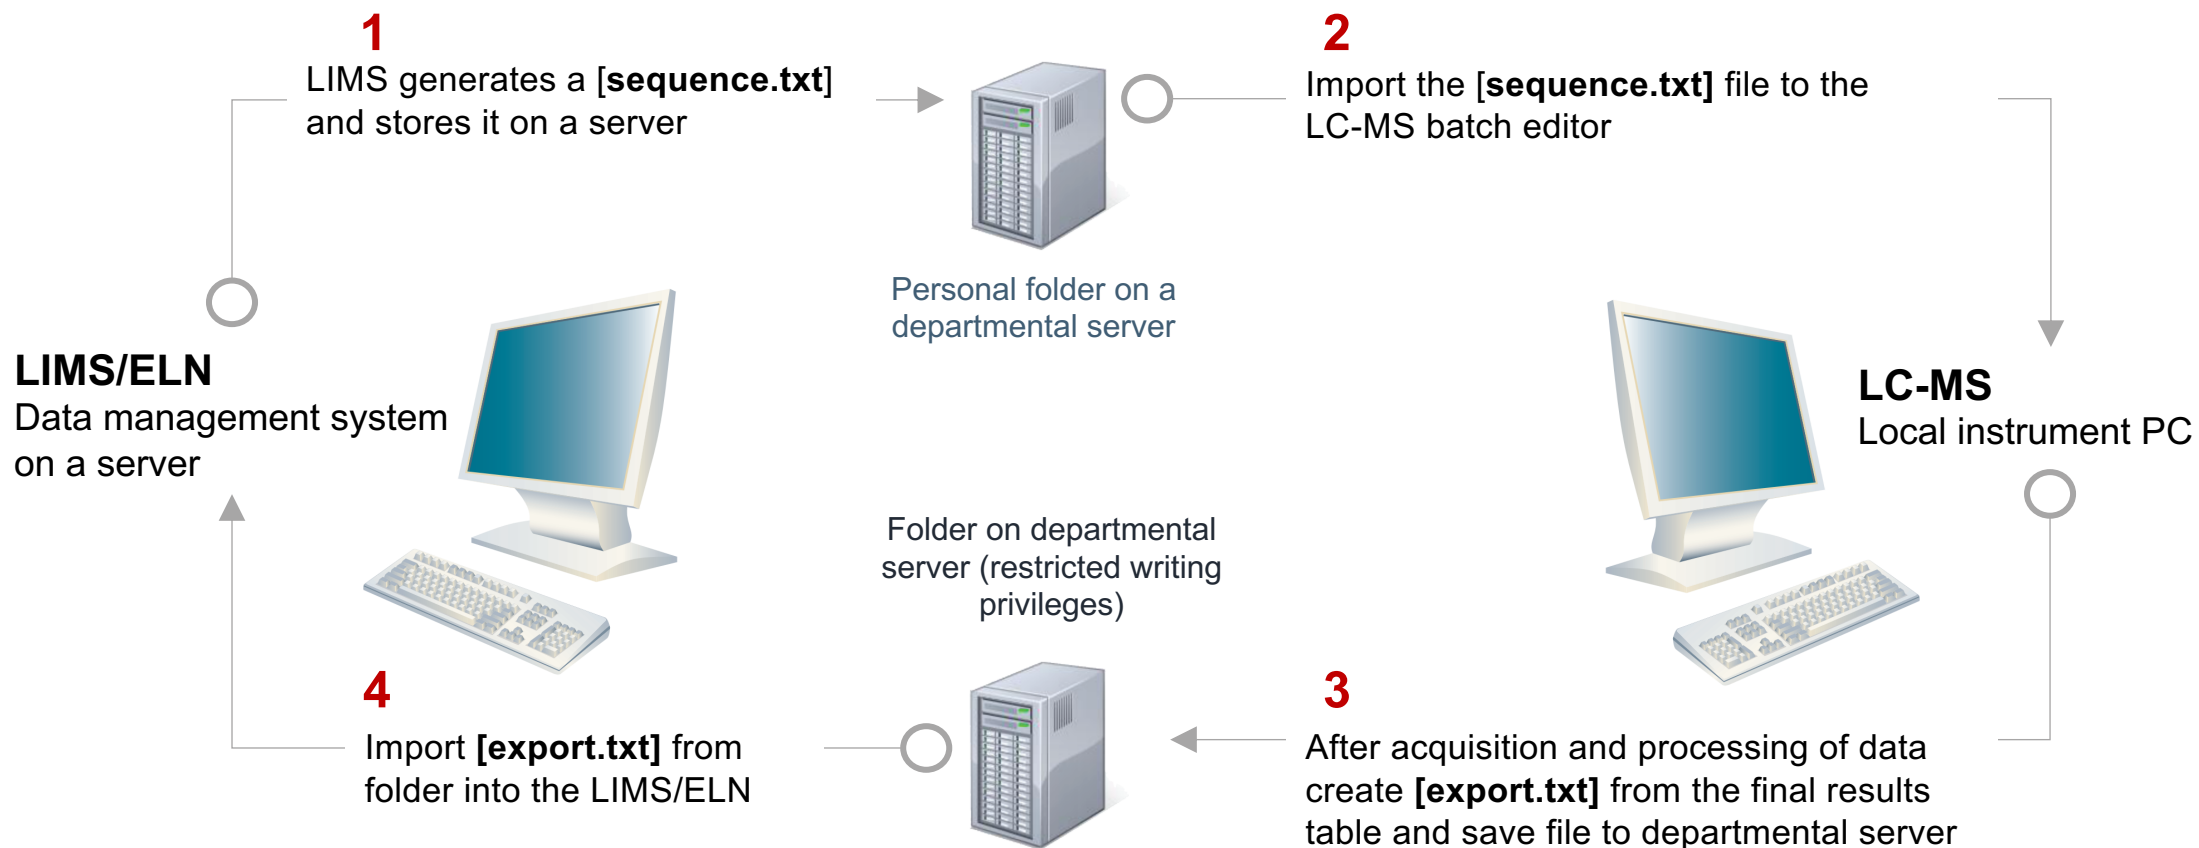 1
LIMS generates a [sequence.txt]
and stores it on a server
2
Import the [sequence.txt] file to the
LC-MS batch editor
Personal folder on a
departmental server
LIMS/ELN
Data management system
on a server
LC-MS
Local instrument PC
Folder on departmental
server (restricted writing
privileges)
3
After acquisition and processing of data
create [export.txt] from the final results
table and save file to departmental server
4
Import [export.txt] from
folder into the LIMS/ELN